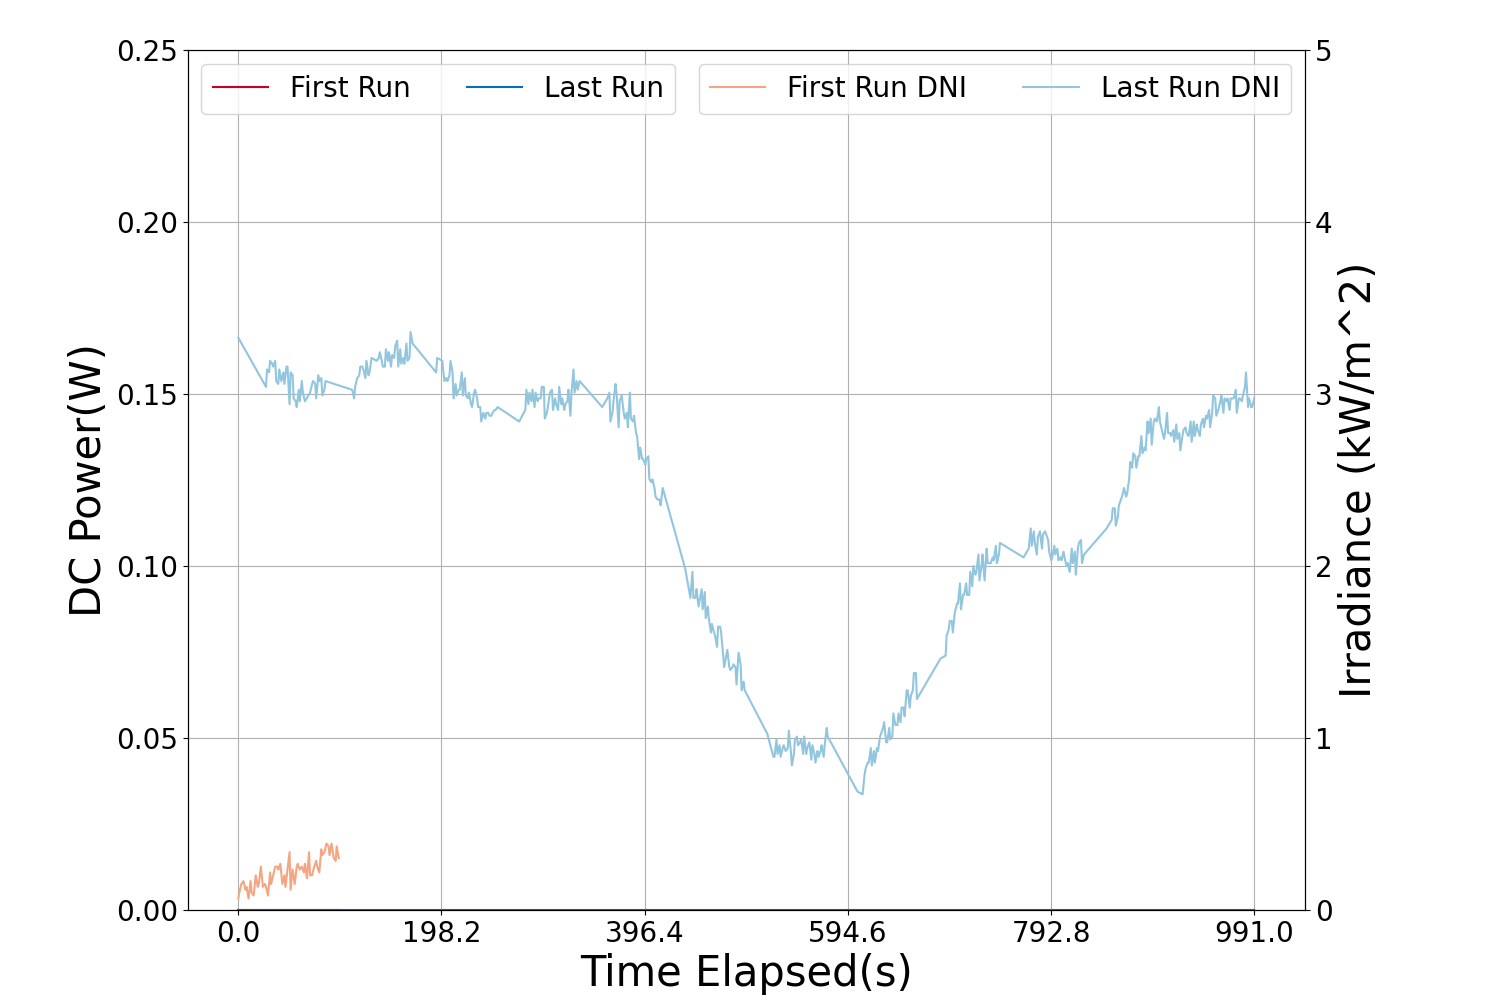 First Run
Last Run
First Run DNI
Last Run DNI
0.25
0.20
0.15
0.10
0.05
0.00
DC Power(W)
5
4
3
2
1
0
Irradiance (kW/m^2)
0.0 198.2 396.4 594.6 792.8 991.0
Time Elapsed(s)